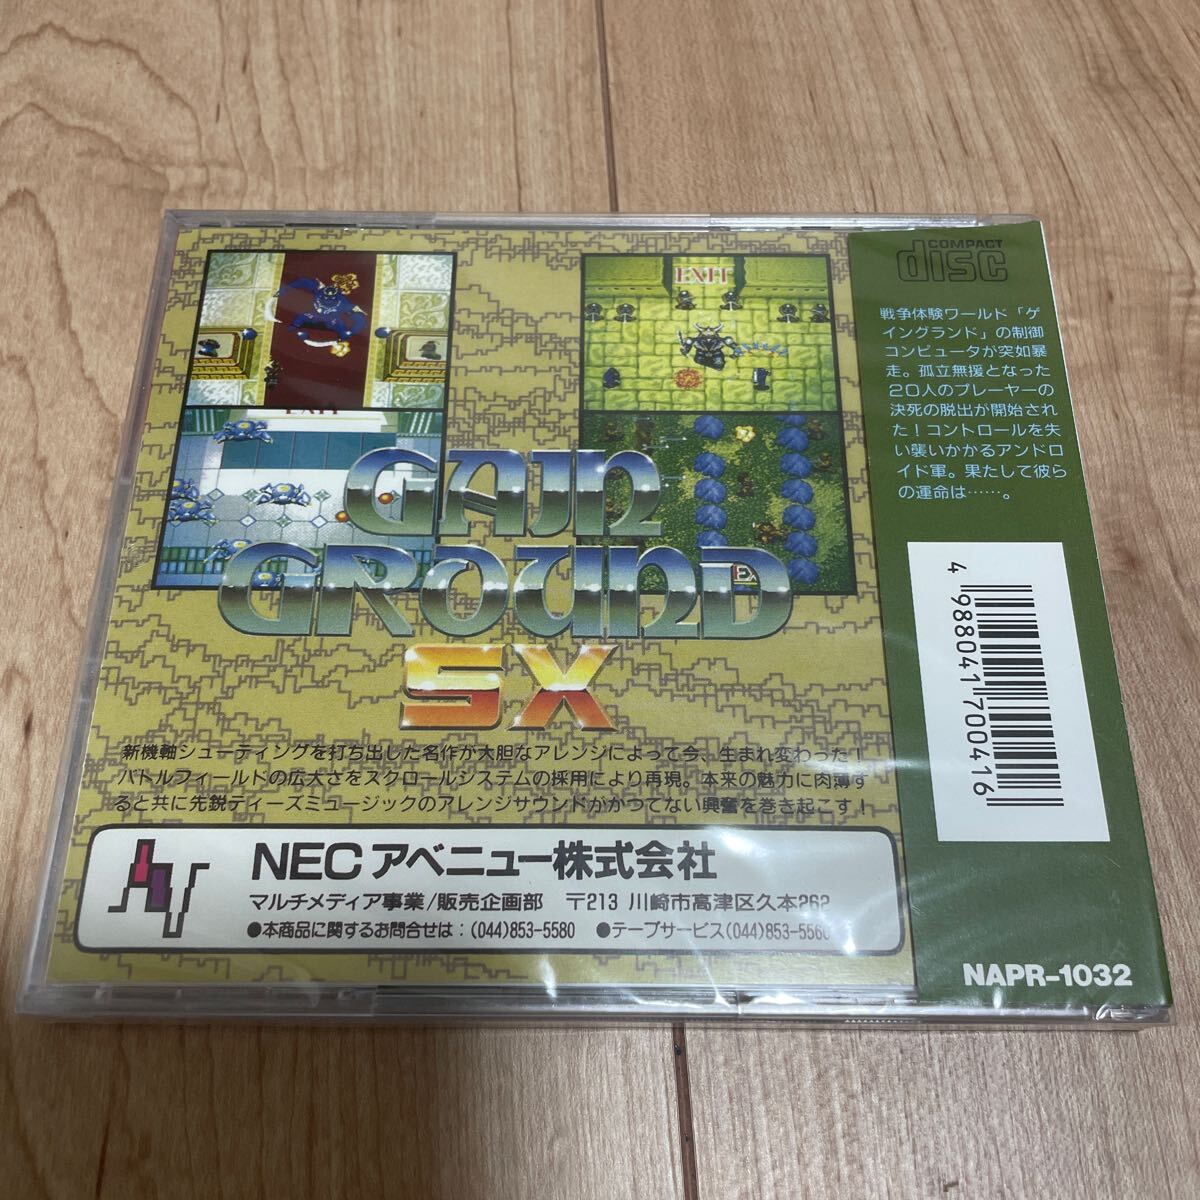 COMPACT
disc
戦争体験ワールド「ゲ
イングランド」の制御
コンピュータが突如暴
走。孤立無援となった
20人のプレーヤーの
決死の脱出が開始され
た！コントロールを失
い襲いかかるアンドロ
イド軍。果たして彼ら
の運命は……。
EXIT
EXIT
GAIN
GROUND
SX
新機軸シューティングを打ち出した名作が大胆なアレンジによって今、生まれ変わった！
バトルフィールドの広大さをスクロールシステムの採用により再現。本来の魅力に肉薄す
ると共に先鋭ティーズミュージックのアレンジサウンドがかつてない興奮を巻き起こす！
NECアベニュー株式会社
マルチメディア事業/販売企画部 〒213 川崎市高津区久本262
●本商品に関するお問合せは：(044)853-5580 ●テープサービス(044)853-5560
4 988041 700416
NAPR-1032